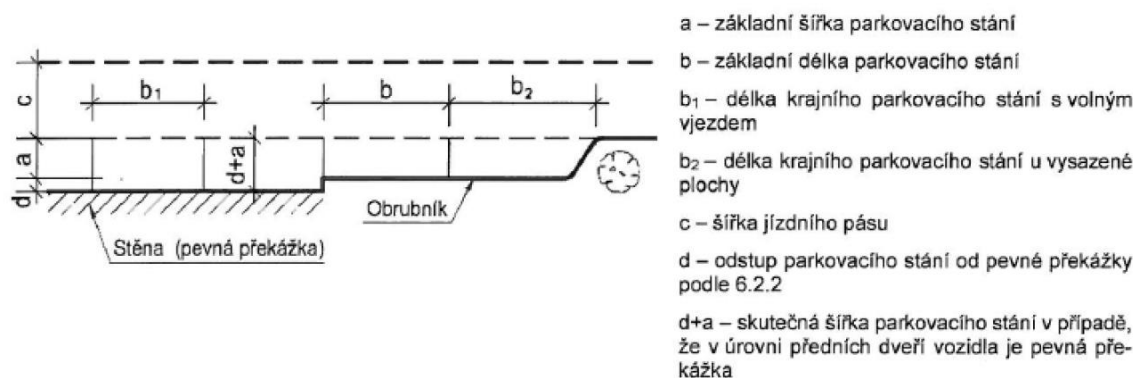 c
b₁
b
b₂
a
d+a
d
Obrubník
Stěna (pevná překážka)
a – základní šířka parkovacího stání
b – základní délka parkovacího stání
b₁ – délka krajního parkovacího stání s volným
vjezdem
b₂ – délka krajního parkovacího stání u vysazené
plochy
c – šířka jízdního pásu
d – odstup parkovacího stání od pevné překážky
podle 6.2.2
d+a – skutečná šířka parkovacího stání v případě,
že v úrovni předních dveří vozidla je pevná pře-
kážka